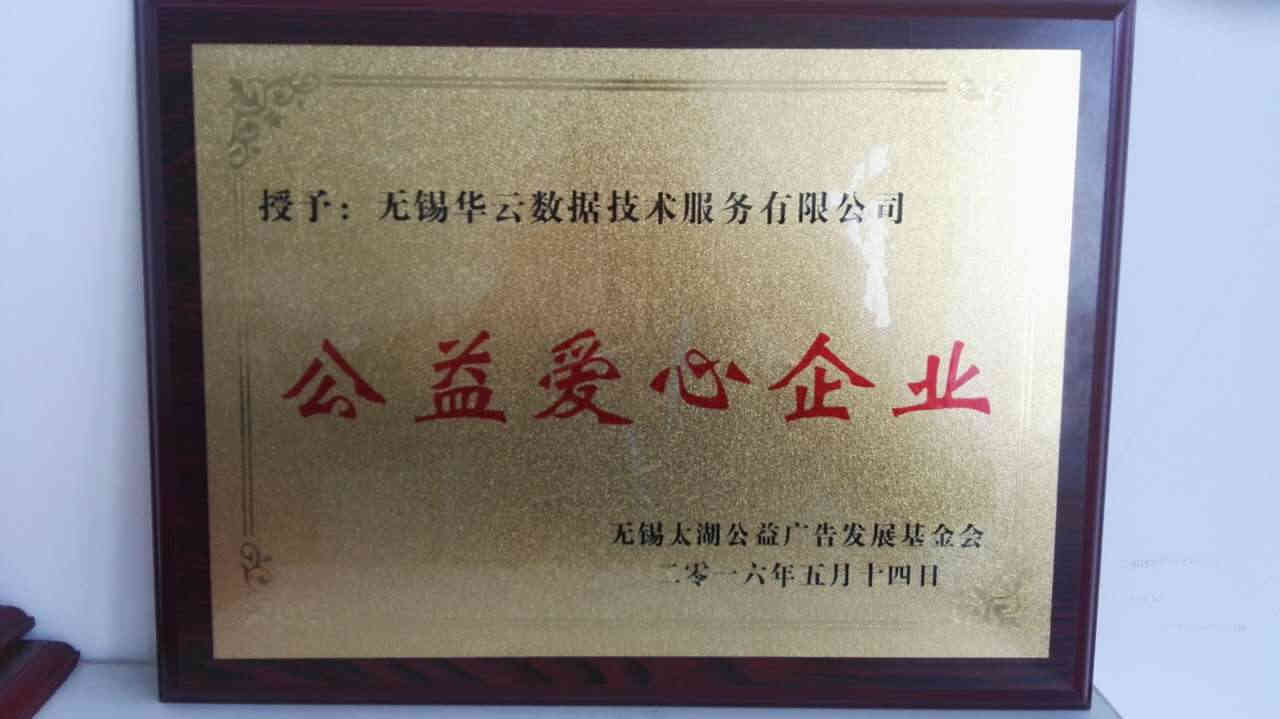 授予：无锡华云数据技术服务有限公司
公益爱心企业
无锡太湖公益广告发展基金会
二零一六年五月十四日